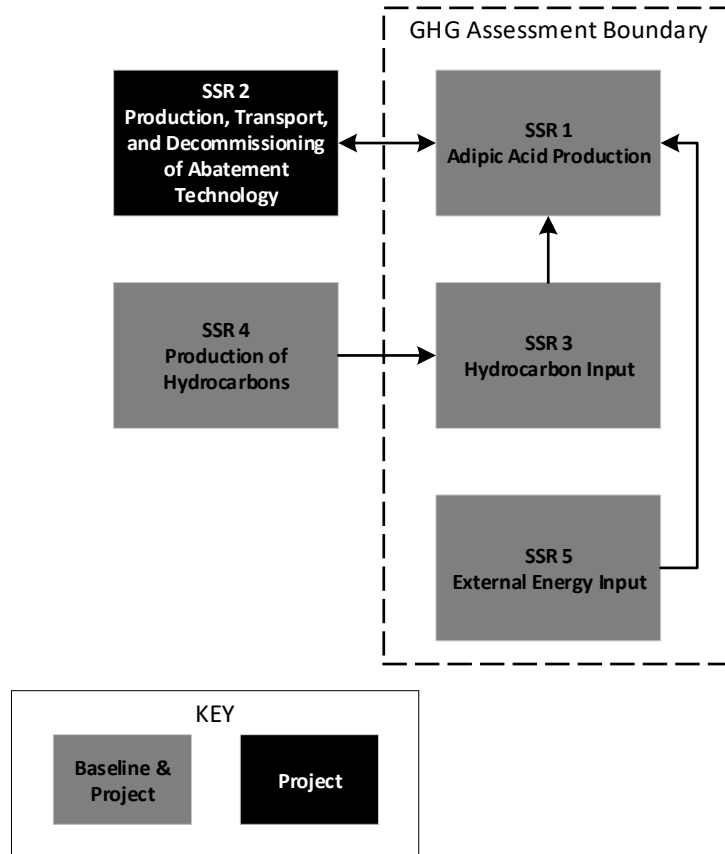 GHG Assessment Boundary
SSR 2
Production, Transport,
and Decommissioning
of Abatement
Technology
SSR 1
Adipic Acid Production
SSR 4
Production of
Hydrocarbons
SSR 3
Hydrocarbon Input
SSR 5
External Energy Input
KEY
Baseline &
Project
Project